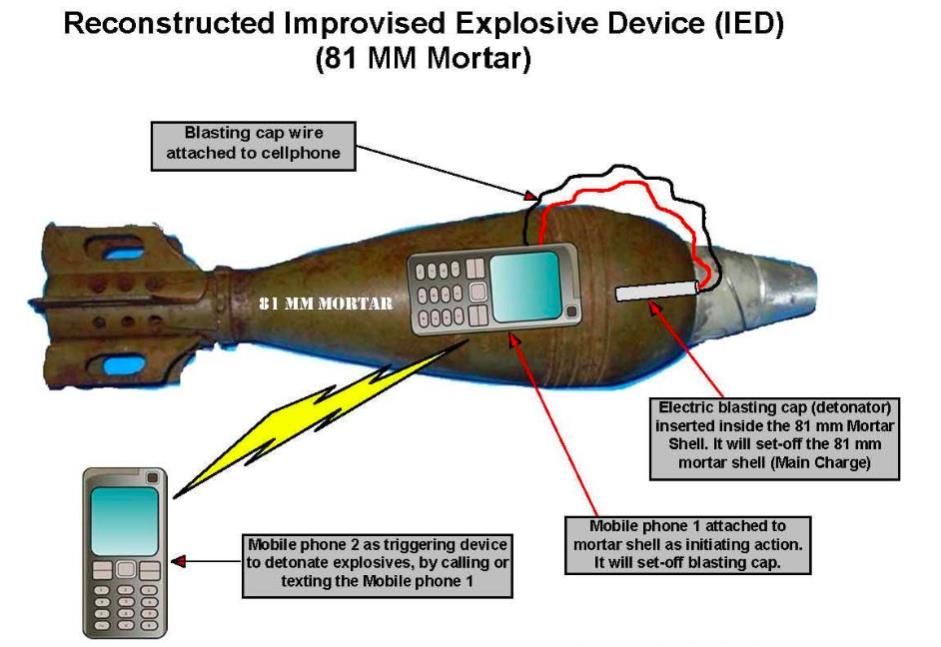 Reconstructed Improvised Explosive Device (IED)
(81 MM Mortar)
Blasting cap wire
attached to cellphone
81 MM MORTAR
Electric blasting cap (detonator)
inserted inside the 81 mm Mortar
Shell. It will set-off the 81 mm
mortar shell (Main Charge)
Mobile phone 1 attached to
mortar shell as initiating action.
It will set-off blasting cap.
Mobile phone 2 as triggering device
to detonate explosives, by calling or
texting the Mobile phone 1